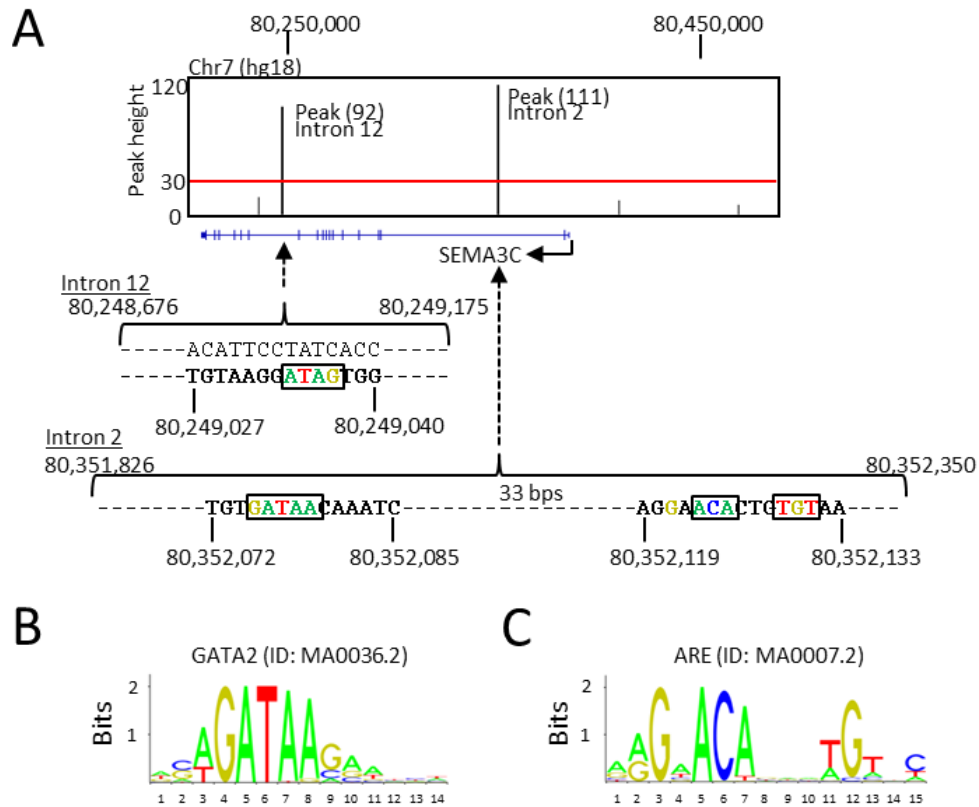 A
80,250,000 80,450,000
Chr7 (hg18)
120
Peak height
30
0
Peak (92)
Intron 12
Peak (111)
Intron 2
SEMA3C
Intron 12
80,248,676 80,249,175
-----ACATTCCTATCACC-----
-----TGTAAGGATAGTGG-----
80,249,027 80,249,040
Intron 2
80,351,826 80,352,350
33 bps
-------TGTGATAACAAATC----------------AGGAACACTGTGTAA----
80,352,072 80,352,085 80,352,119 80,352,133
B
GATA2 (ID: MA0036.2)
Bits
2
1
AGATAAG
1 2 3 4 5 6 7 8 9 10 11 12 13 14
C
ARE (ID: MA0007.2)
Bits
2
1
AGACATGTC
1 2 3 4 5 6 7 8 9 10 11 12 13 14 15